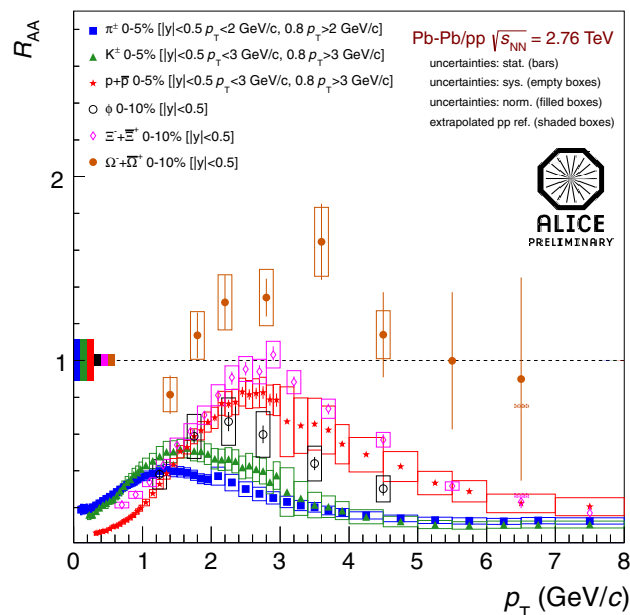 R_AA
π± 0-5% [|y|<0.5 p_T<2 GeV/c, 0.8 p_T>2 GeV/c]
K± 0-5% [|y|<0.5 p_T<3 GeV/c, 0.8 p_T>3 GeV/c]
p+p̅ 0-5% [|y|<0.5 p_T<3 GeV/c, 0.8 p_T>3 GeV/c]
ϕ 0-10% [|y|<0.5]
Ξ⁻+Ξ̅⁺ 0-10% [|y|<0.5]
Ω⁻+Ω̅⁺ 0-10% [|y|<0.5]
Pb-Pb/pp √s_NN = 2.76 TeV
uncertainties: stat. (bars)
uncertainties: sys. (empty boxes)
uncertainties: norm. (filled boxes)
extrapolated pp ref. (shaded boxes)
ALICE
PRELIMINARY
2
1
0 1 2 3 4 5 6 7 8
p_T (GeV/c)